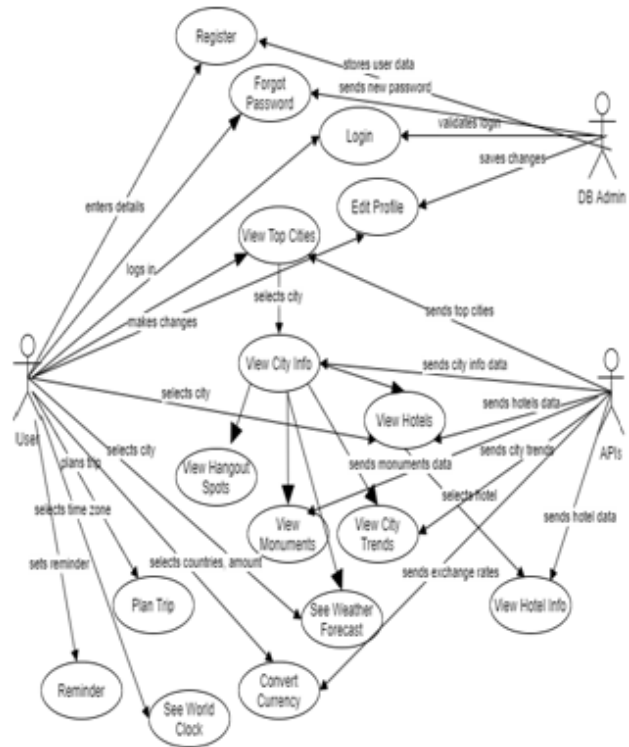 Register
stores user data
Forgot
Password
sends new password
Login
validates login
DB Admin
saves changes
enters details
Edit Profile
View Top Cities
logs in
selects city
makes changes
sends top cities
View City Info
sends city info data
selects city
View Hotels
sends hotels data
User
selects city
sends city trends
APIs
plans trip
View Hangout
Spots
sends monuments data
selects hotel
selects time zone
View
Monuments
View City
Trends
sends hotel data
sets reminder
selects countries, amount
sends exchange rates
Plan Trip
See Weather
Forecast
View Hotel Info
Reminder
See World
Clock
Convert
Currency